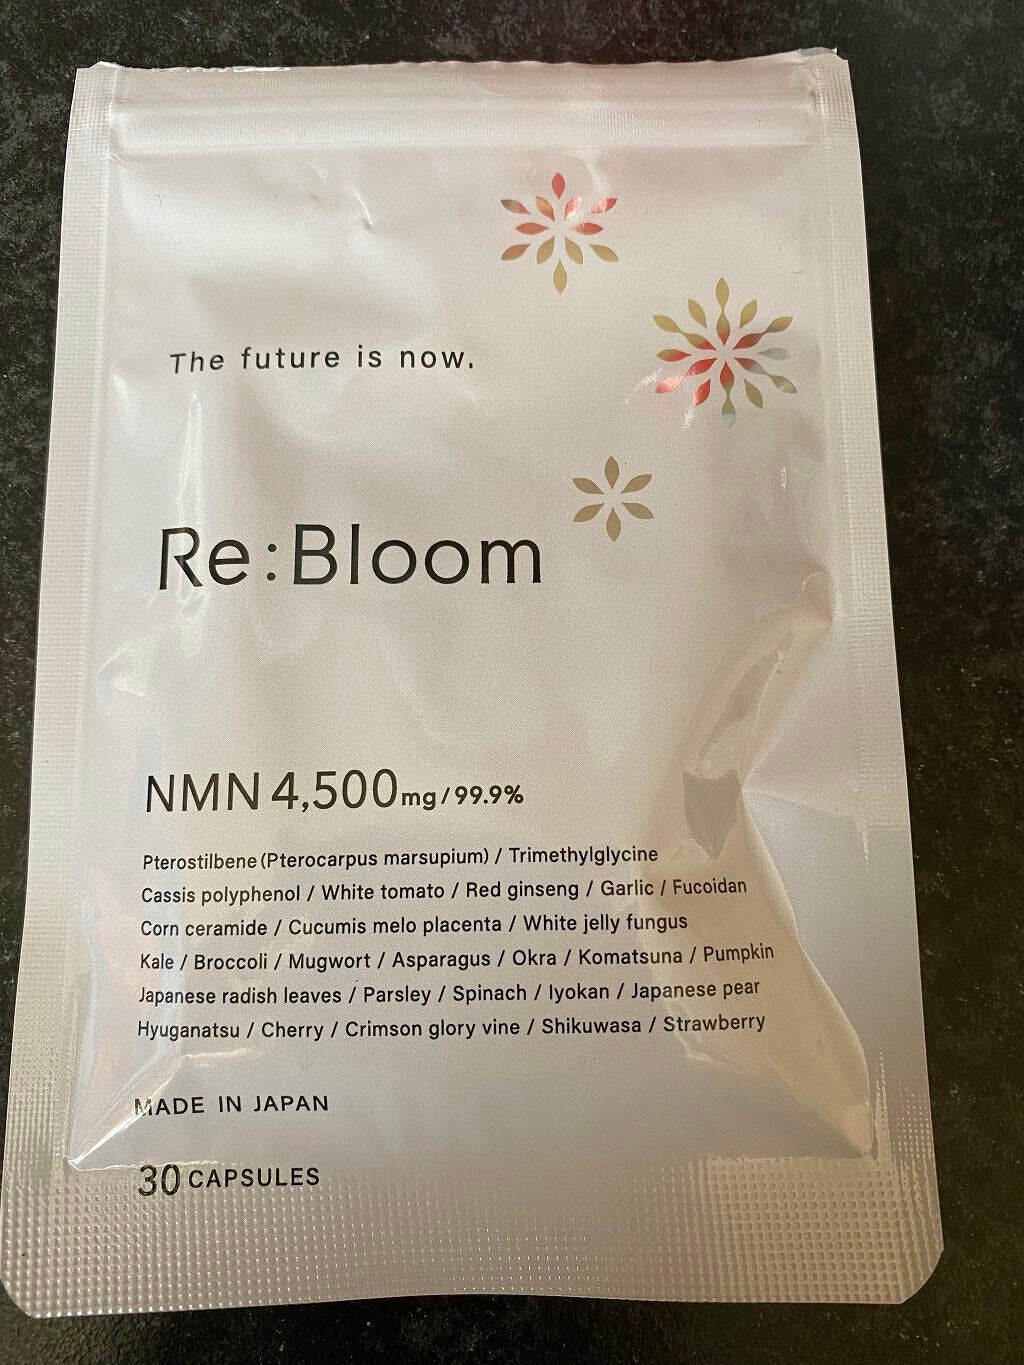 The future is now.
Re:Bloom
NMN 4,500mg/99.9%
Pterostilbene (Pterocarpus marsupium) / Trimethylglycine
Cassis polyphenol / White tomato / Red ginseng / Garlic / Fucoidan
Corn ceramide / Cucumis melo placenta / White jelly fungus
Kale / Broccoli / Mugwort / Asparagus / Okra / Komatsuna / Pumpkin
Japanese radish leaves / Parsley / Spinach / Iyokan / Japanese pear
Hyuganatsu / Cherry / Crimson glory vine / Shikuwasa / Strawberry
MADE IN JAPAN
30 CAPSULES